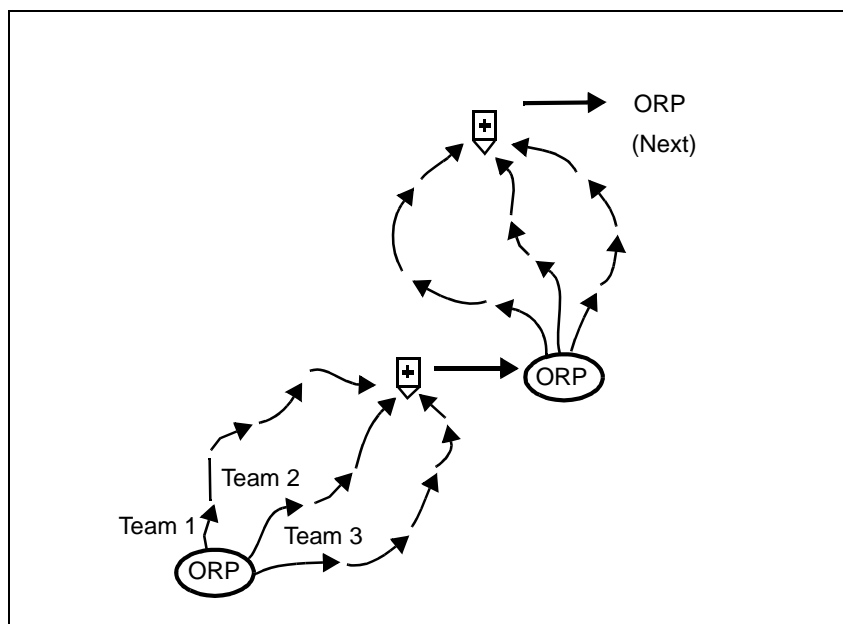 ORP
(Next)
ORP
Team 2
Team 1
Team 3
ORP